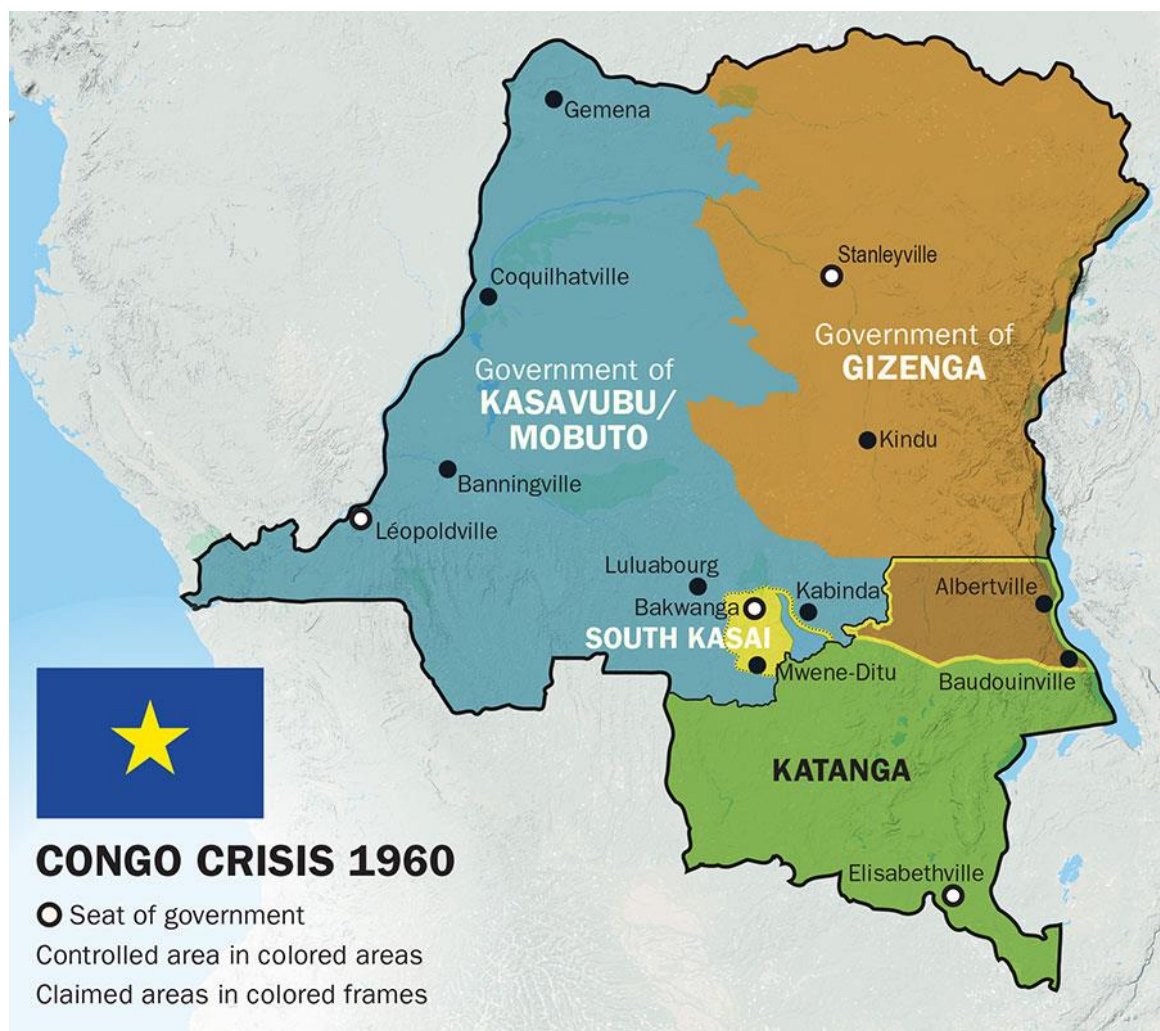 Gemena
Stanleyville
Coquilhatville
Government of
GIZENGA
Government of
KASAVUBU/
MOBUTO
Kindu
Banningville
Léopoldville
Luluabourg
Kabinda
Albertville
Bakwanga
SOUTH KASAI
Mwene-Ditu
Baudouinville
KATANGA
Elisabethville
CONGO CRISIS 1960
Seat of government
Controlled area in colored areas
Claimed areas in colored frames